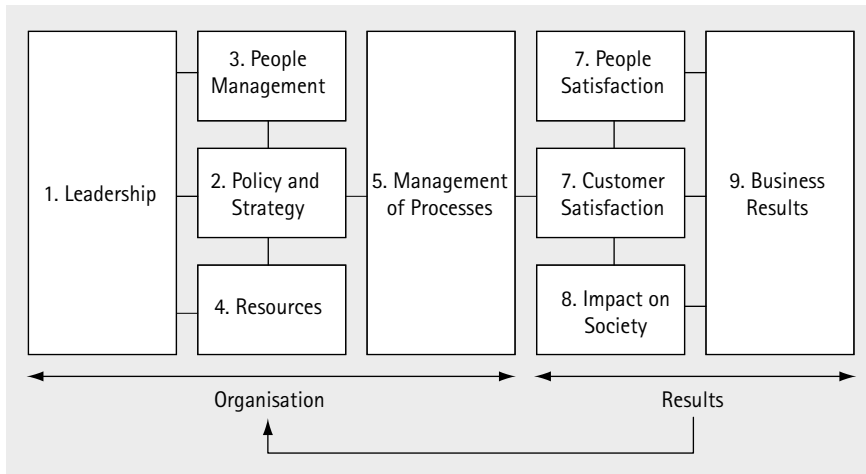 1. Leadership
3. People
Management
2. Policy and
Strategy
4. Resources
5. Management
of Processes
7. People
Satisfaction
7. Customer
Satisfaction
8. Impact on
Society
9. Business
Results
Organisation
Results